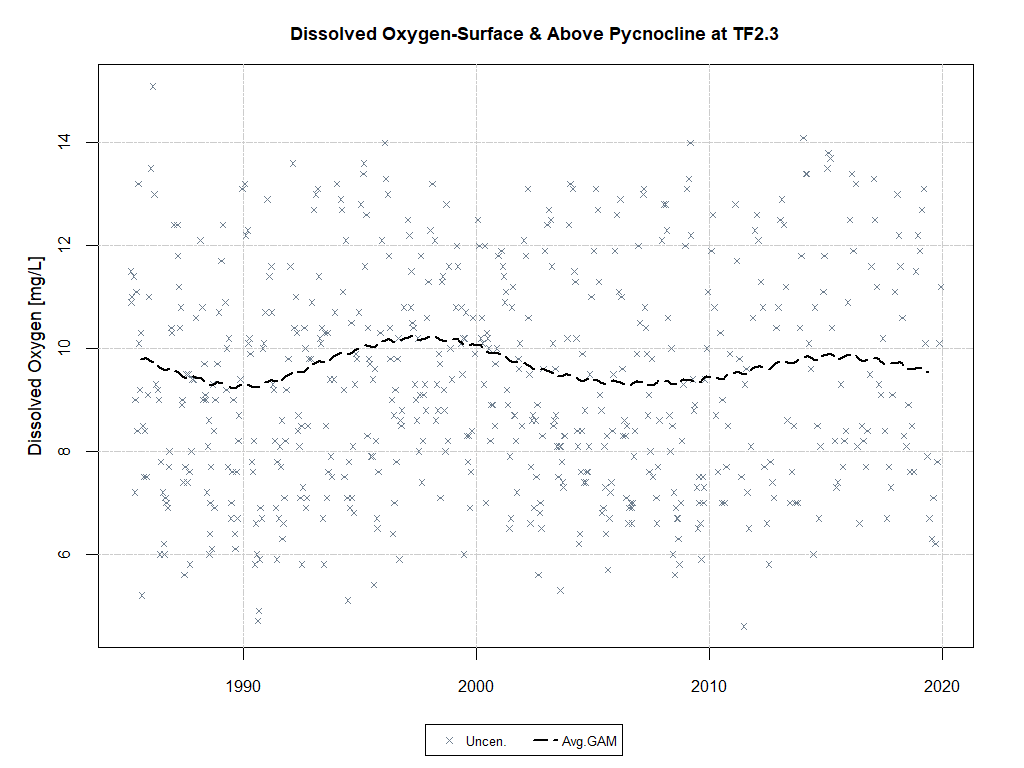 Dissolved Oxygen-Surface & Above Pycnocline at TF2.3
Dissolved Oxygen [mg/L]
14
12
10
8
6
1990 2000 2010 2020
Uncen. Avg.GAM